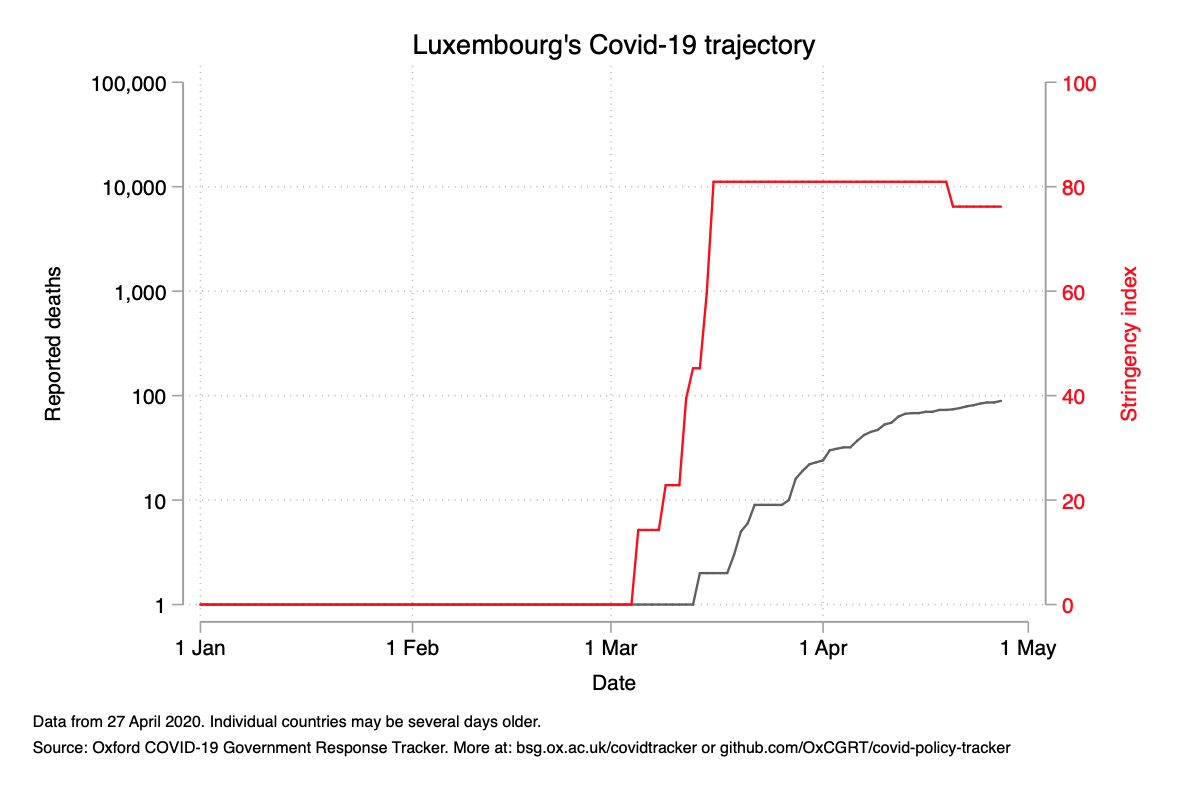 Luxembourg's Covid-19 trajectory
100,000
10,000
1,000
100
10
1
Reported deaths
100
80
60
40
20
0
Stringency index
1 Jan
1 Feb
1 Mar
1 Apr
1 May
Date
Data from 27 April 2020. Individual countries may be several days older.
Source: Oxford COVID-19 Government Response Tracker. More at: bsg.ox.ac.uk/covidtracker or github.com/OxCGRT/covid-policy-tracker